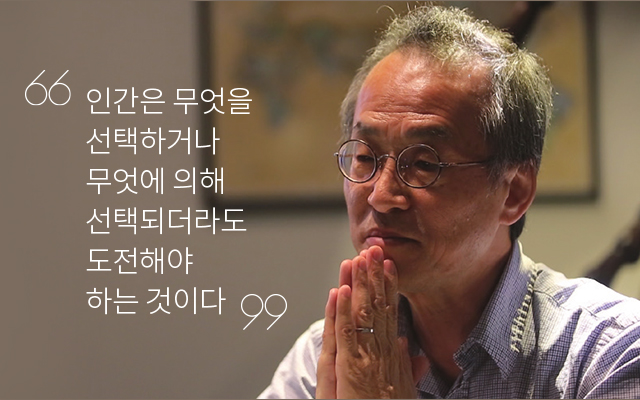 인간은 무엇을
선택하거나
무엇에 의해
선택되더라도
도전해야
하는 것이다